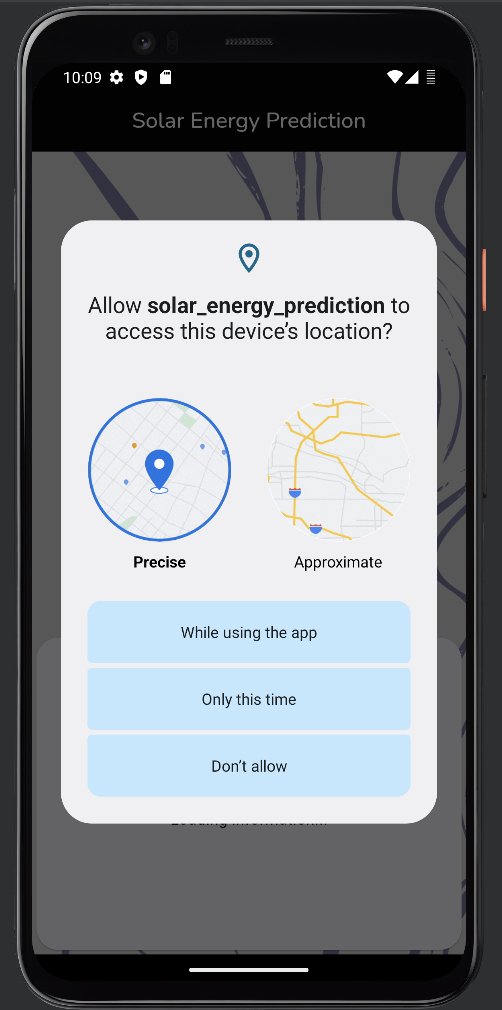 10:09
Solar Energy Prediction
Allow solar_energy_prediction to
access this device’s location?
Precise
Approximate
While using the app
Only this time
Don’t allow
Loading information...